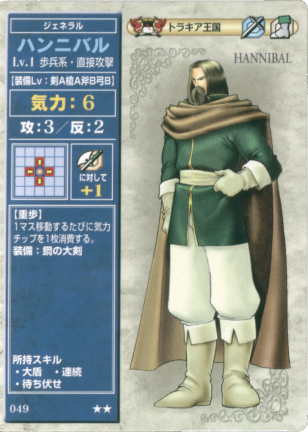 ジェネラル
トラキア王国
ハンニバル
HANNIBAL
Lv.1 歩兵系・直接攻撃
【装備Lv：剣A槍A斧B弓B】
気力：6
攻：3／反：2
に対して
+1
【重歩】
1マス移動するたびに気力
チップを1枚消費する。
装備：鋼の大剣
所持スキル
・大盾 ・連続
・待ち伏せ
049 ★★